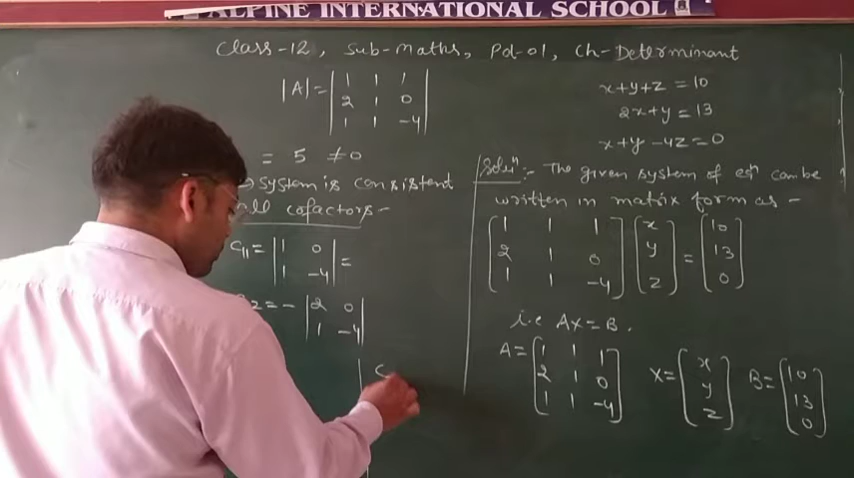 ALPINE INTERNATIONAL SCHOOL
Class-12, Sub-Maths, Pd-01, Ch-Determinant
|A|=
1 1 1
2 1 0
1 1 -4
= 5 ≠0
System is consistent
cofactors-
C11= 1 0
1 -4 =
2= - 2 0
1 -4
C
x+y+z=10
2x+y=13
x+y-4z=0
Soluⁿ:- The given system of eqⁿ can be
written in matrix form as -
1 1 1 x 10
2 1 0 y = 13
1 1 -4 z 0
i.e AX=B.
A= 1 1 1
2 1 0
1 1 -4
X= x
y
z
B= 10
13
0